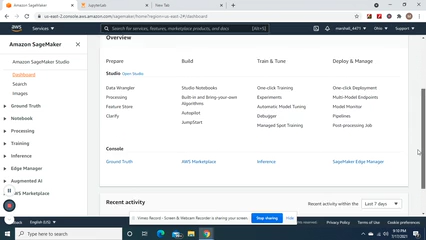 Amazon SageMaker
JupyterLab
New Tab
us-east-2.console.aws.amazon.com/sagemaker/home?region=us-east-2#/dashboard
aws
Services
Search for services, features, marketplace products, and docs
[Alt+S]
Ohio
Support
Amazon SageMaker
Amazon SageMaker Studio
Dashboard
Search
Images
Ground Truth
Notebook
Processing
Training
Inference
Edge Manager
Augmented AI
AWS Marketplace
Overview
Prepare
Build
Train & Tune
Deploy & Manage
Studio Open Studio
Data Wrangler
Studio Notebooks
One-click Training
One-click Deployment
Processing
Built-in and Bring-your-own Algorithms
Experiments
Multi-Model Endpoints
Feature Store
Autopilot
Automatic Model Tuning
Model Monitor
Clarify
JumpStart
Debugger
Pipelines
Managed Spot Training
Post-processing Job
Console
Ground Truth
AWS Marketplace
Inference
SageMaker Edge Manager
Recent activity
Recent activity within the
Last 7 days
Feedback
English (US)
Vimeo Record - Screen & Webcam Recorder is sharing your screen.
Stop sharing
Hide
Privacy Policy
Terms of Use
Cookie preferences
Type here to search
9:10 PM